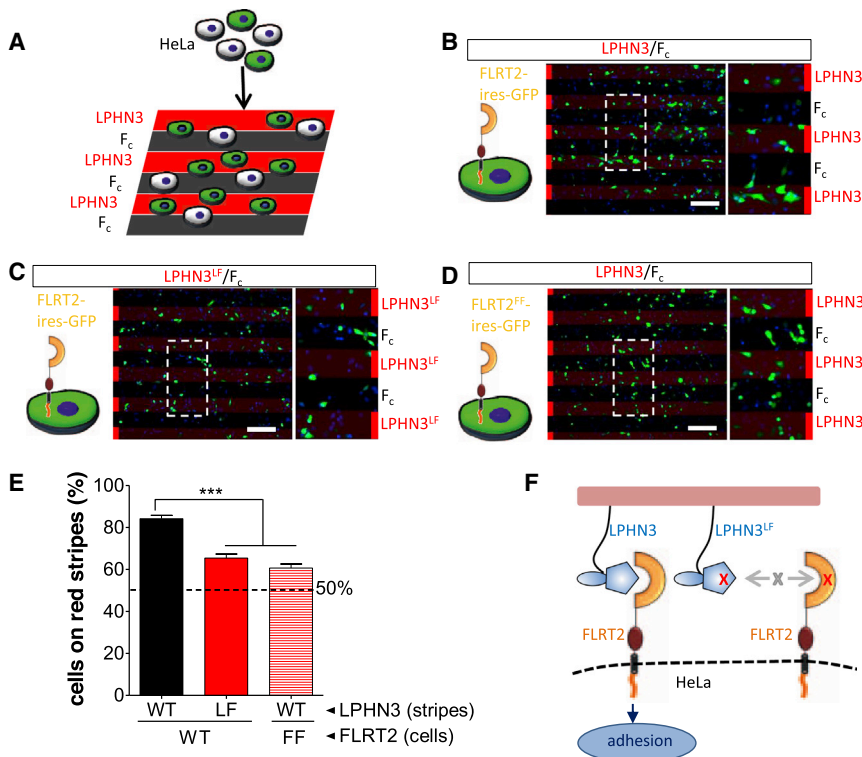 A
HeLa
LPHN3
Fc
LPHN3
Fc
LPHN3
Fc
B
LPHN3/Fc
FLRT2-
ires-GFP
LPHN3
Fc
LPHN3
Fc
LPHN3
C
LPHN3LF/Fc
FLRT2-
ires-GFP
LPHN3LF
Fc
LPHN3LF
Fc
LPHN3LF
D
LPHN3/Fc
FLRT2FF-
ires-GFP
LPHN3
Fc
LPHN3
Fc
LPHN3
E
cells on red stripes (%)
100
80
60
40
20
0
***
50%
WT LF WT ◄LPHN3 (stripes)
WT FF ◄FLRT2 (cells)
F
LPHN3
LPHN3LF
X
X
X
FLRT2
FLRT2
HeLa
adhesion